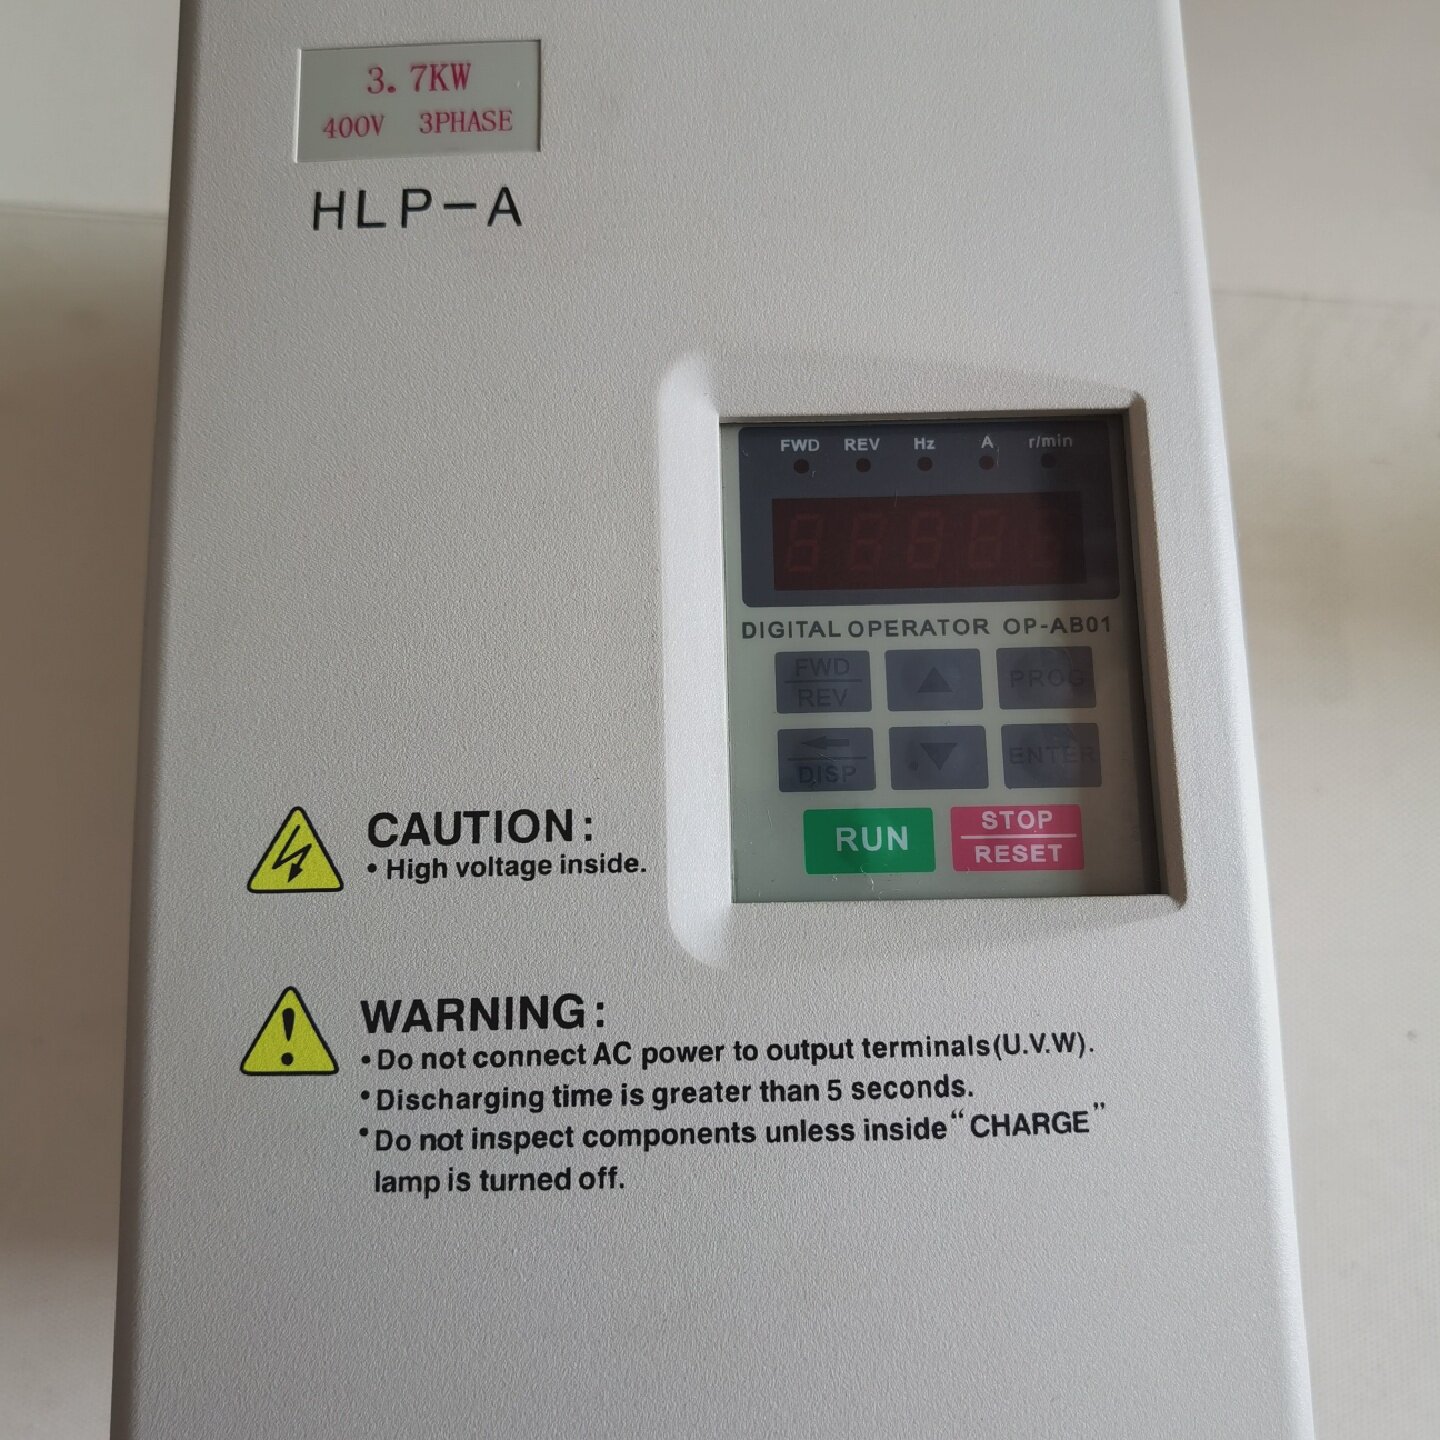 3.7KW
400V 3PHASE
HLP-A
FWD REV Hz A r/min
DIGITAL OPERATOR OP-AB01
FWD
REV
PROG
DISP
ENTER
RUN
STOP
RESET
CAUTION:
• High voltage inside.
WARNING:
• Do not connect AC power to output terminals(U.V.W).
• Discharging time is greater than 5 seconds.
• Do not inspect components unless inside “CHARGE”
lamp is turned off.